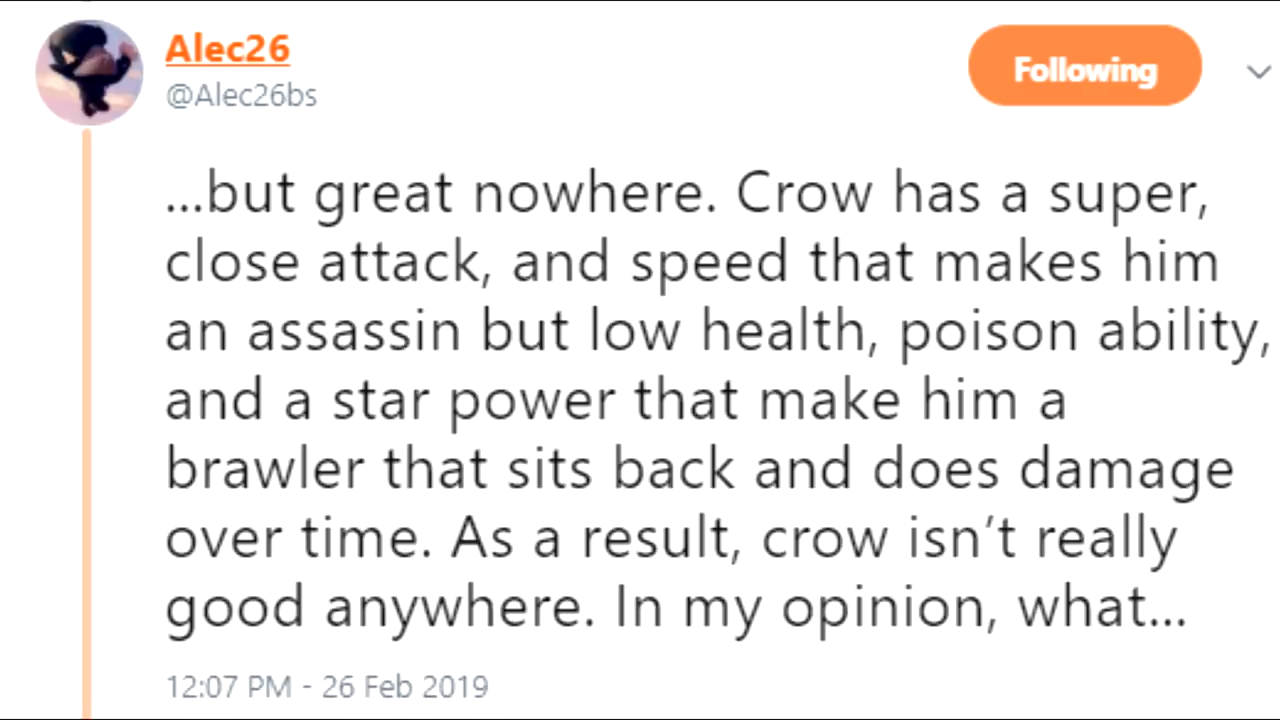 Alec26
@Alec26bs
Following
...but great nowhere. Crow has a super,
close attack, and speed that makes him
an assassin but low health, poison ability,
and a star power that make him a
brawler that sits back and does damage
over time. As a result, crow isn't really
good anywhere. In my opinion, what...
12:07 PM - 26 Feb 2019